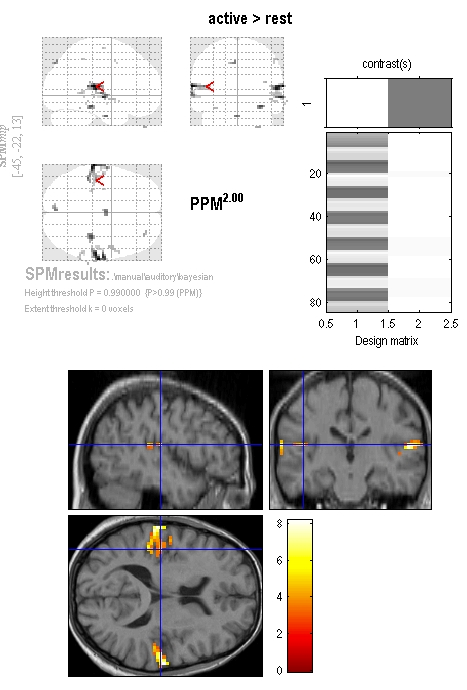 active > rest
contrast(s)
1
SPMmip
[-45, -22, 13]
PPM2.00
20
40
60
80
0.5 1 1.5 2 2.5
Design matrix
SPMresults: .\manual\auditory\bayesian
Height threshold P = 0.990000 {P>0.99 (PPM)}
Extent threshold k = 0 voxels
8
6
4
2
0